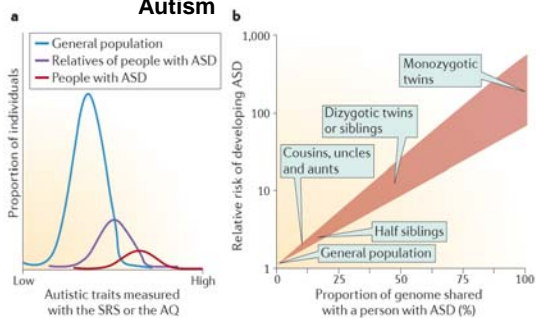 Autism
a
General population
Relatives of people with ASD
People with ASD
Proportion of individuals
Low
High
Autistic traits measured
with the SRS or the AQ
b
Relative risk of developing ASD
1,000
100
10
1
Monozygotic
twins
Dizygotic twins
or siblings
Cousins, uncles
and aunts
Half siblings
General population
0
25
50
75
100
Proportion of genome shared
with a person with ASD (%)